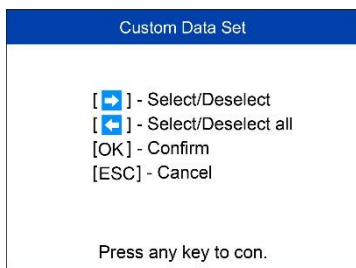 Custom Data Set
[➡] - Select/Deselect
[⬅] - Select/Deselect all
[OK] - Confirm
[ESC] - Cancel
Press any key to con.